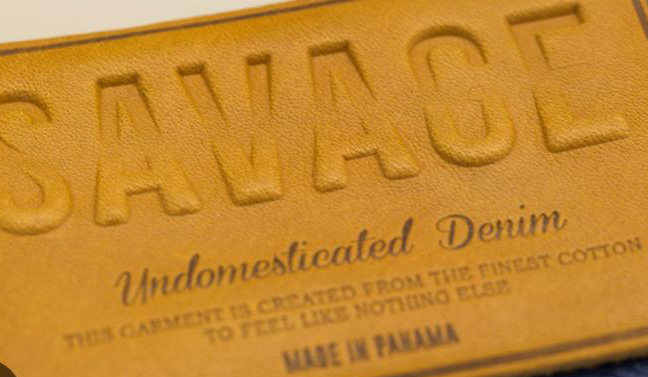 SAVAGE
Undomesticated Denim
THIS GARMENT IS CREATED FROM THE FINEST COTTON
TO FEEL LIKE NOTHING ELSE
MADE IN PANAMA